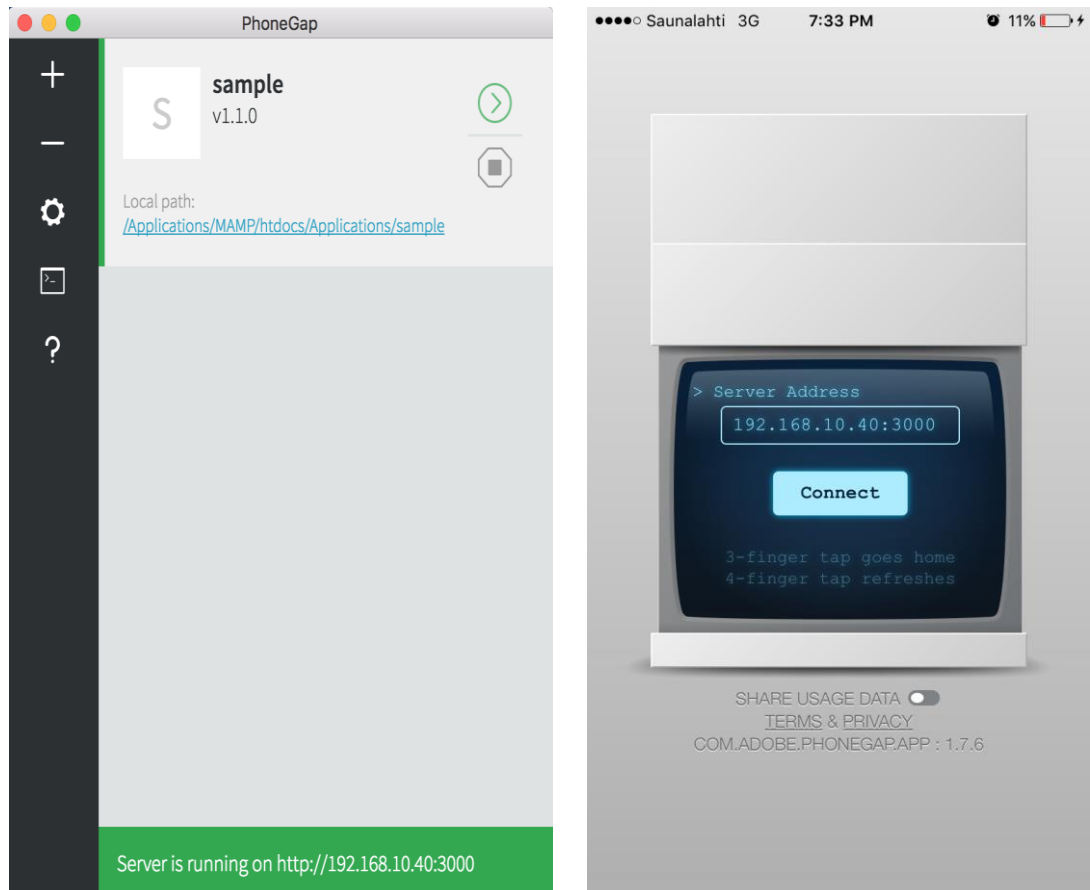 PhoneGap
+
−
>_
?
S
sample
v1.1.0
Local path:
/Applications/MAMP/htdocs/Applications/sample
Server is running on http://192.168.10.40:3000
Saunalahti 3G 7:33 PM 11%
> Server Address
192.168.10.40:3000
Connect
3-finger tap goes home
4-finger tap refreshes
SHARE USAGE DATA
TERMS & PRIVACY
COM.ADOBE.PHONEGAP.APP : 1.7.6